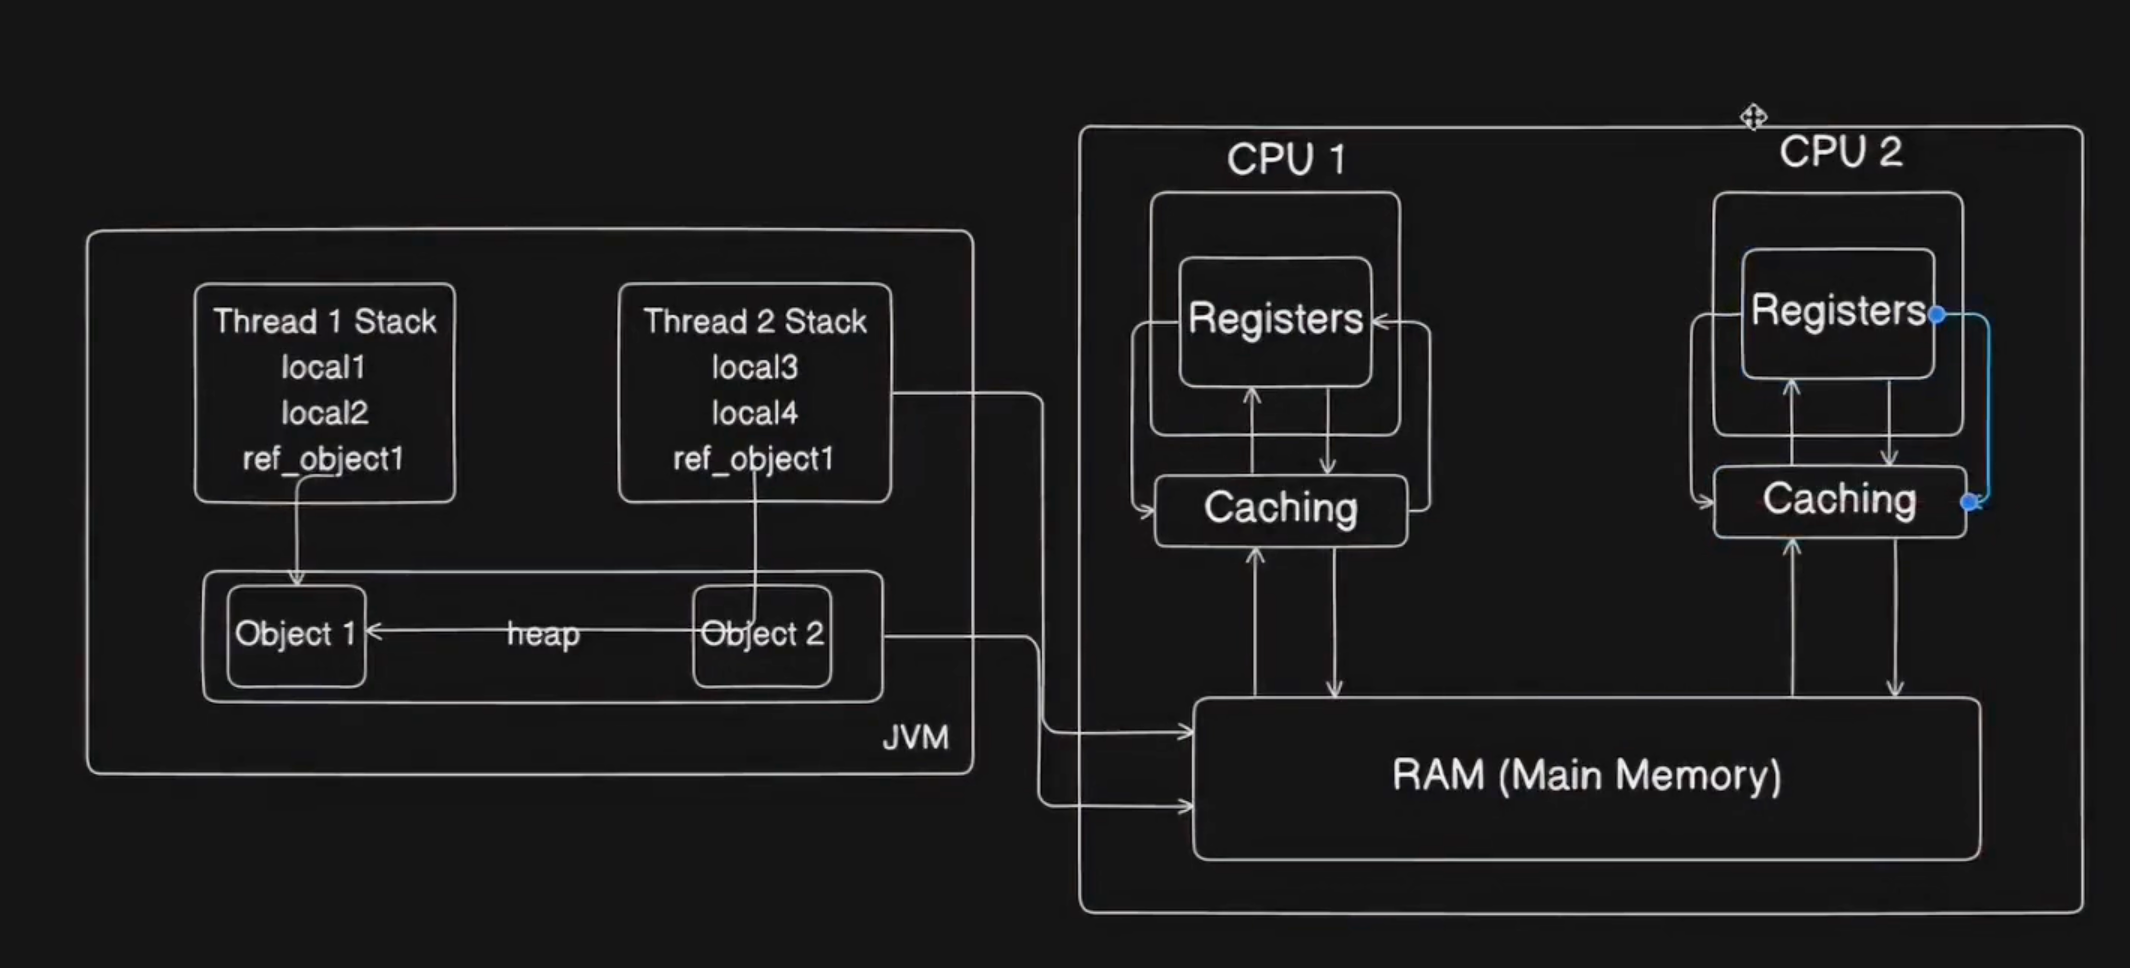 CPU 1
CPU 2
Thread 1 Stack
local1
local2
ref_object1
Thread 2 Stack
local3
local4
ref_object1
Object 1
heap
Object 2
JVM
Registers
Caching
Registers
Caching
RAM (Main Memory)